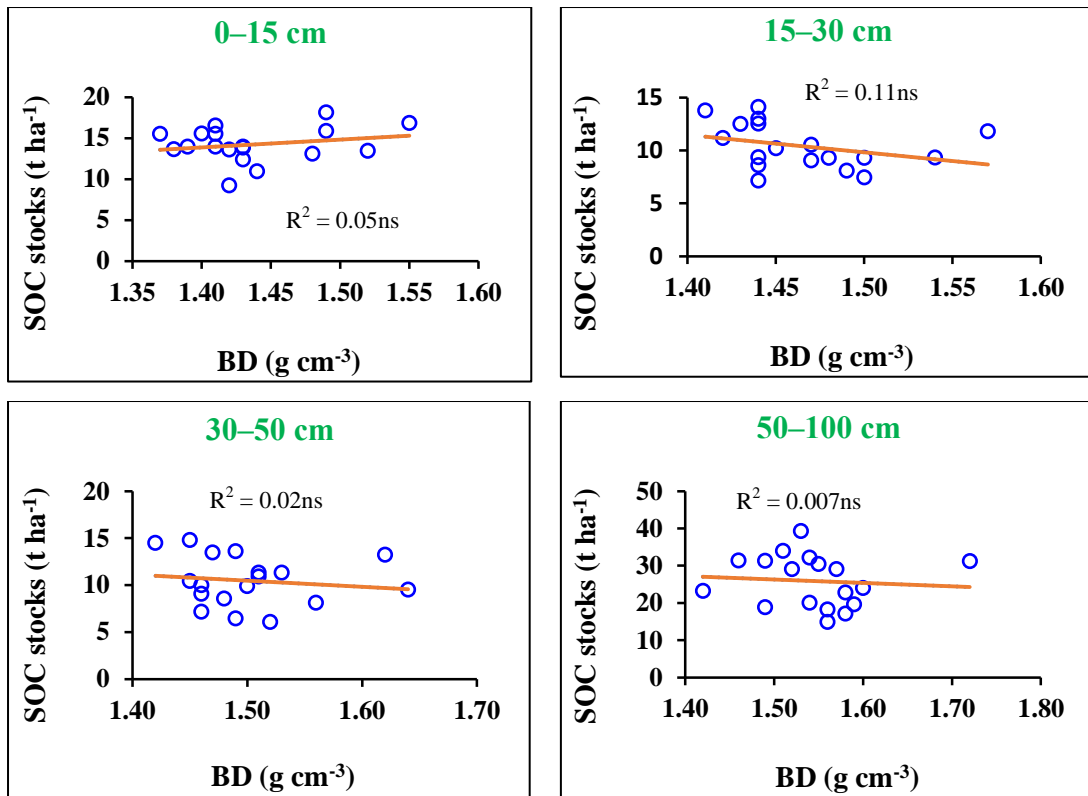 0–15 cm
SOC stocks (t ha⁻¹)
20
15
10
5
0
R² = 0.05ns
1.35 1.40 1.45 1.50 1.55 1.60
BD (g cm⁻³)
15–30 cm
SOC stocks (t ha⁻¹)
15
10
5
0
R² = 0.11ns
1.40 1.45 1.50 1.55 1.60
BD (g cm⁻³)
30–50 cm
SOC stocks (t ha⁻¹)
20
15
10
5
0
R² = 0.02ns
1.40 1.50 1.60 1.70
BD (g cm⁻³)
50–100 cm
SOC stocks (t ha⁻¹)
50
40
30
20
10
0
R² = 0.007ns
1.40 1.50 1.60 1.70 1.80
BD (g cm⁻³)